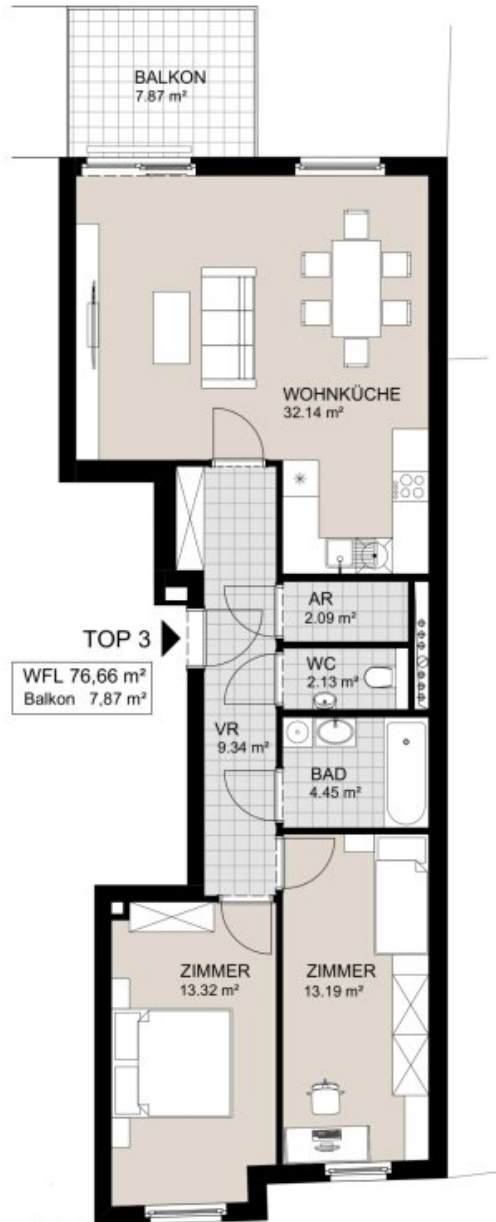 BALKON
7.87 m²
WOHNKÜCHE
32.14 m²
AR
2.09 m²
TOP 3
WFL 76,66 m²
Balkon 7,87 m²
WC
2.13 m²
VR
9.34 m²
BAD
4.45 m²
ZIMMER
13.32 m²
ZIMMER
13.19 m²